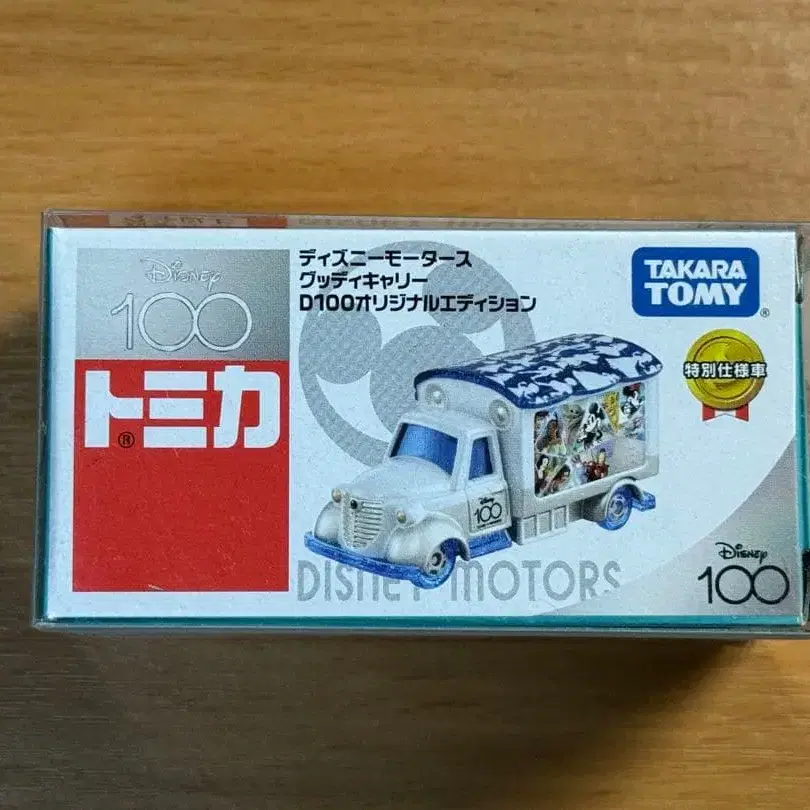 Disney
100
トミカ
®
ディズニーモータース
グッディキャリー
D100オリジナルエディション
TAKARA
TOMY
®
特別仕様車
Disney
100
DISNEY MOTORS
Disney
100